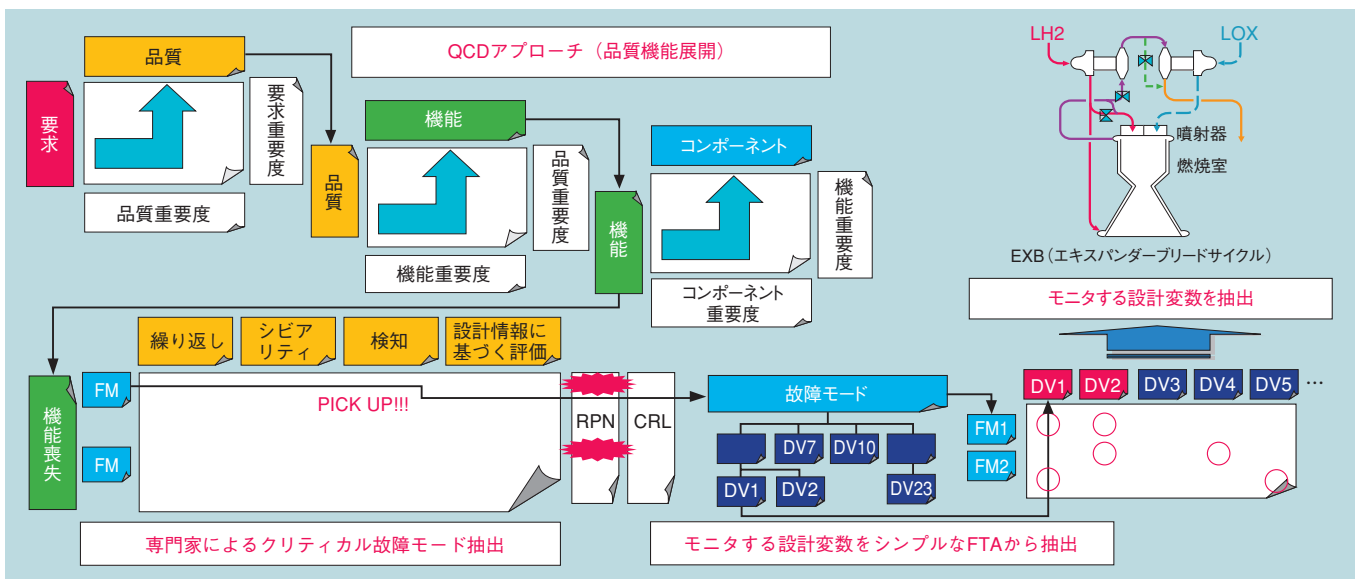 QCDアプローチ（品質機能展開）
品質
要求
要求重要度
品質重要度
機能
品質
品質重要度
機能重要度
コンポーネント
機能
機能重要度
コンポーネント
重要度
LH2
LOX
噴射器
燃焼室
EXB（エキスパンダーブリードサイクル）
モニタする設計変数を抽出
繰り返し
シビア
リティ
検知
設計情報に
基づく評価
機能喪失
FM
FM
PICK UP!!!
RPN
CRL
専門家によるクリティカル故障モード抽出
故障モード
DV7
DV10
DV1
DV2
DV23
FM1
FM2
DV1
DV2
DV3
DV4
DV5
…
モニタする設計変数をシンプルなFTAから抽出